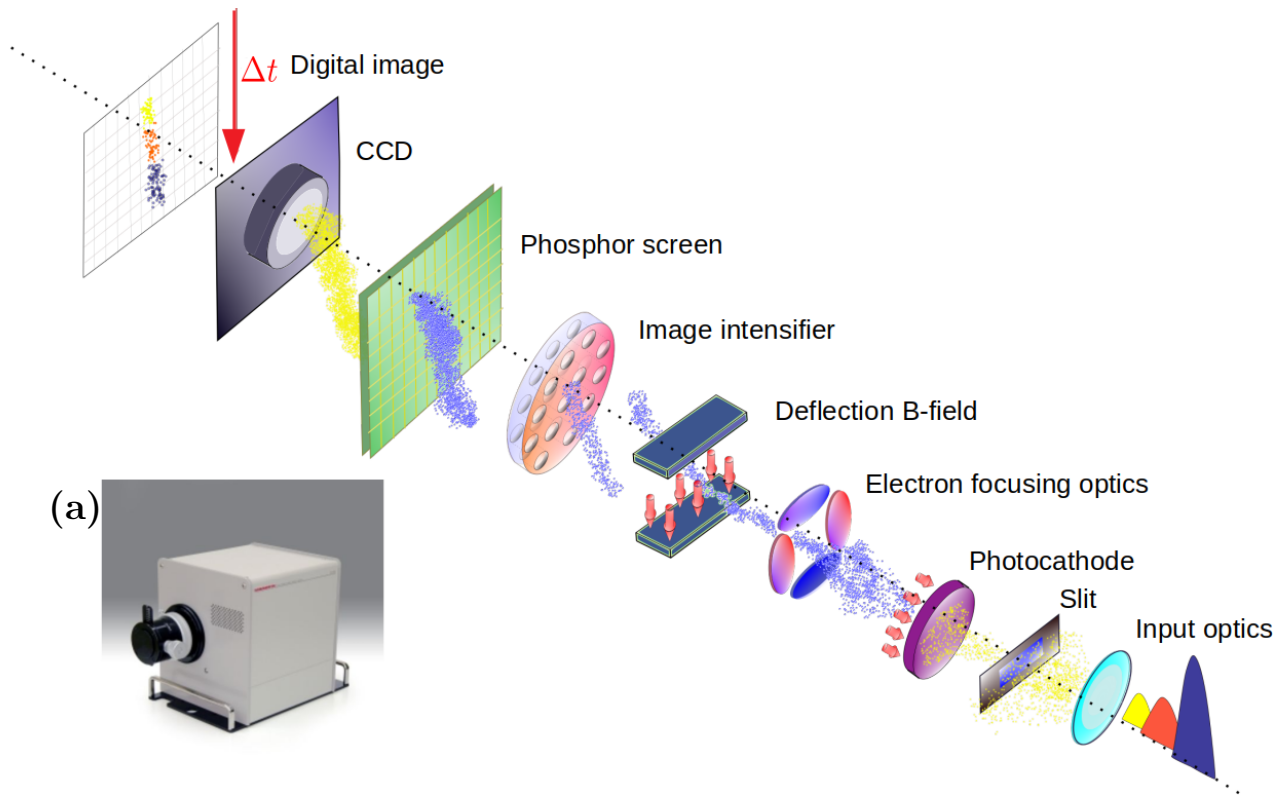 Δt Digital image
CCD
Phosphor screen
Image intensifier
Deflection B-field
Electron focusing optics
(a)
Photocathode
Slit
Input optics